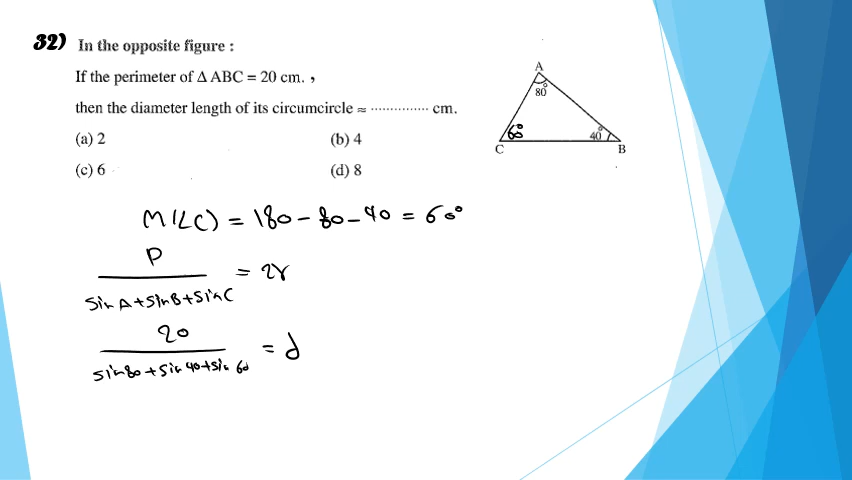 32) In the opposite figure :
If the perimeter of Δ ABC = 20 cm. ,
then the diameter length of its circumcircle ≃ ............... cm.
(a) 2 (b) 4
(c) 6 (d) 8
A
80°
60°
40°
C
B
m(∠C) = 180 - 80 - 40 = 60°
P
———
sin A + sin B + sin C
= 2r
20
———
sin 80 + sin 40 + sin 60
= d